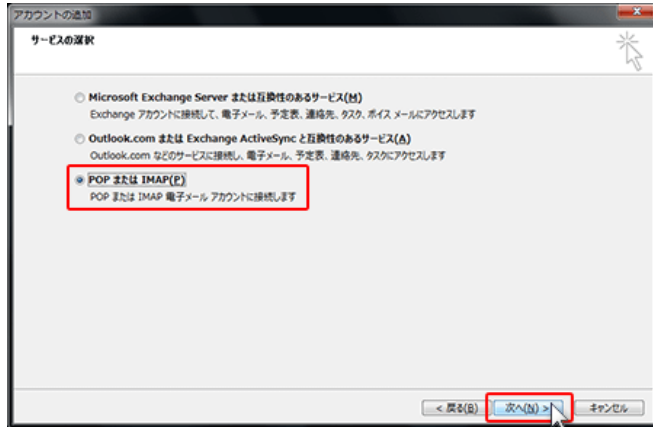 アカウントの追加
サービスの選択
Microsoft Exchange Server または互換性のあるサービス(M)
Exchange アカウントに接続して、電子メール、予定表、連絡先、タスク、ボイス メールにアクセスします
Outlook.com または Exchange ActiveSync と互換性のあるサービス(A)
Outlook.com などのサービスに接続し、電子メール、予定表、連絡先、タスクにアクセスします
POP または IMAP(P)
POP または IMAP 電子メール アカウントに接続します
< 戻る(B) 次へ(N) > キャンセル